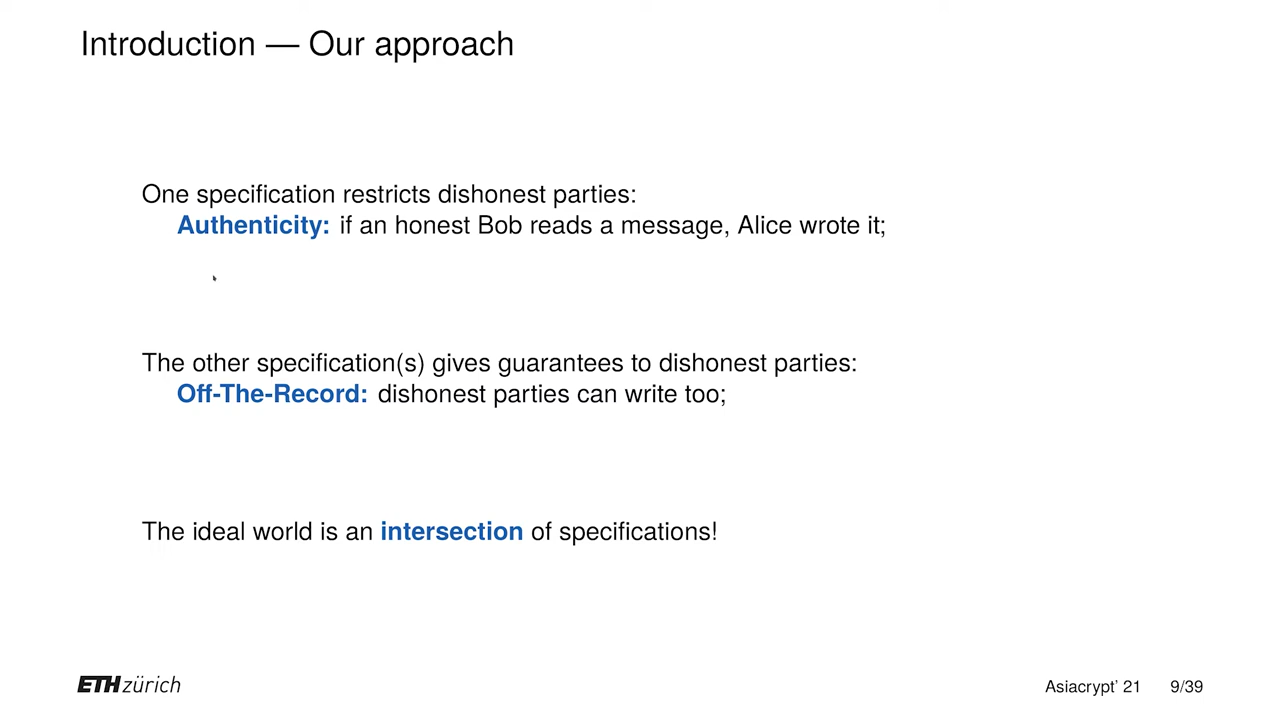 Introduction — Our approach
One specification restricts dishonest parties:
Authenticity: if an honest Bob reads a message, Alice wrote it;
The other specification(s) gives guarantees to dishonest parties:
Off-The-Record: dishonest parties can write too;
The ideal world is an intersection of specifications!
ETH zürich
Asiacrypt' 21 9/39